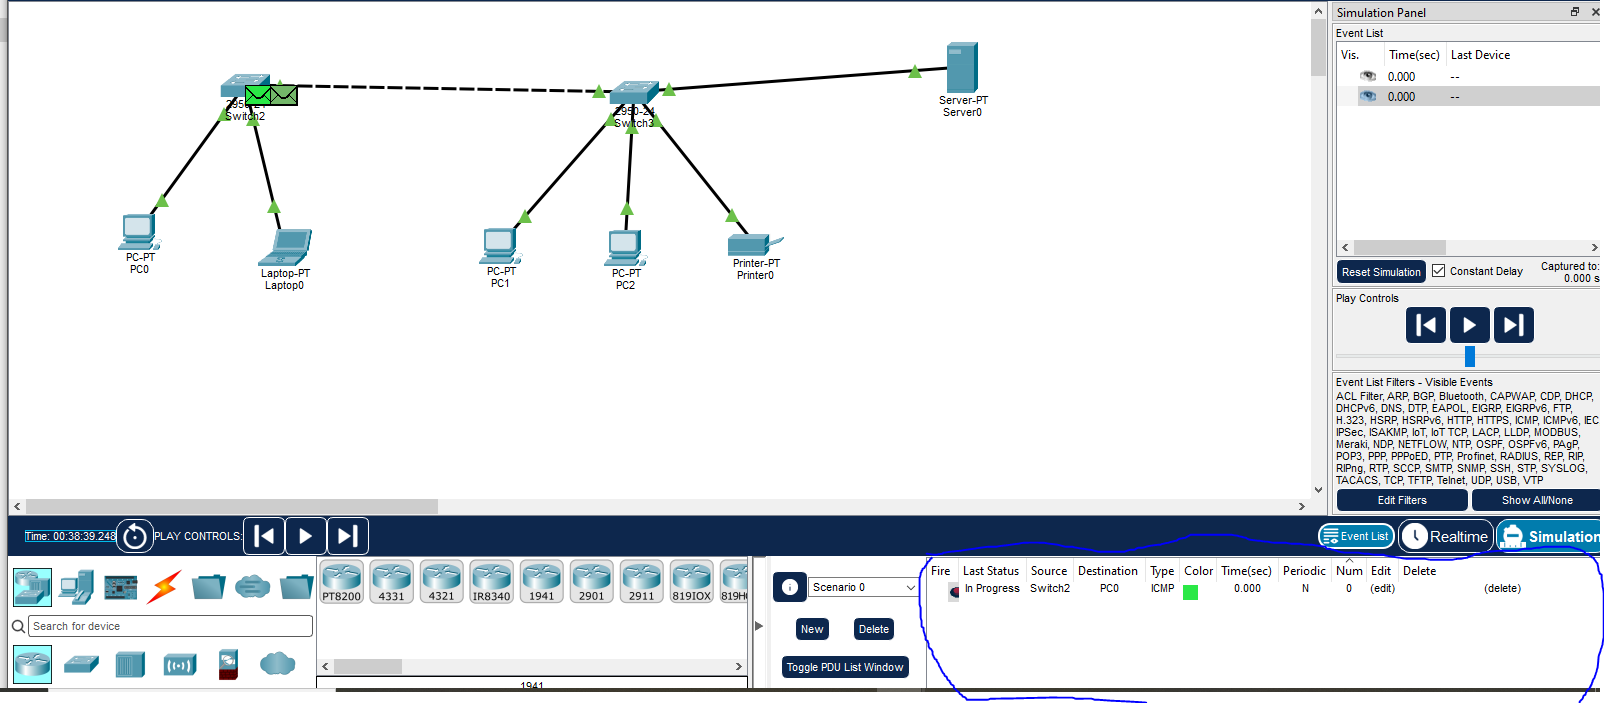 Simulation Panel
Event List
Vis. Time(sec) Last Device
0.000 --
0.000 --
Reset Simulation Constant Delay Captured to:
0.000 s
Play Controls
Event List Filters - Visible Events
ACL Filter, ARP, BGP, Bluetooth, CAPWAP, CDP, DHCP,
DHCPv6, DNS, DTP, EAPOL, EIGRP, EIGRPv6, FTP,
H.323, HSRP, HSRPv6, HTTP, HTTPS, ICMP, ICMPv6, IEC
IPSec, ISAKMP, IoT, IoT TCP, LACP, LLDP, MODBUS,
Meraki, NDP, NETFLOW, NTP, OSPF, OSPFv6, PAgP,
POP3, PPP, PPPoED, PTP, Profinet, RADIUS, REP, RIP,
RIPng, RTP, SCCP, SMTP, SNMP, SSH, STP, SYSLOG,
TACACS, TCP, TFTP, Telnet, UDP, USB, VTP
Edit Filters Show All/None
Switch2
2950-24
Switch3
Server-PT
Server0
PC-PT
PC0
Laptop-PT
Laptop0
PC-PT
PC1
PC-PT
PC2
Printer-PT
Printer0
Time: 00:38:39.248 PLAY CONTROLS: Event List Realtime Simulation
PT8200 4331 4321 IR8340 1941 2901 2911 819IOX
Search for device
1941
Scenario 0
New Delete
Toggle PDU List Window
Fire Last Status Source Destination Type Color Time(sec) Periodic Num Edit Delete
In Progress Switch2 PC0 ICMP 0.000 N 0 (edit) (delete)